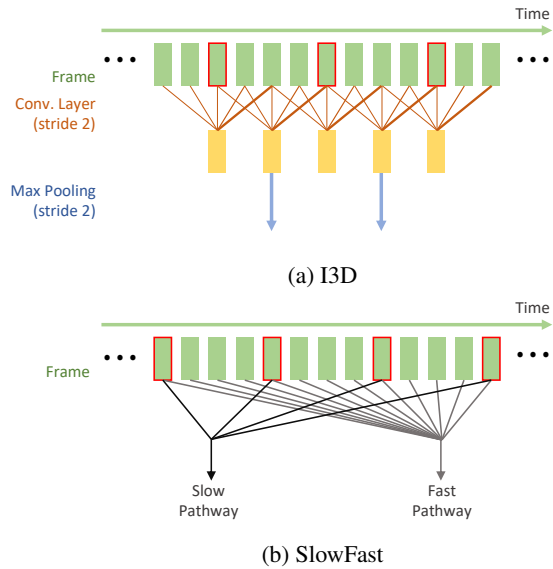 Time
• • •
• • •
Frame
Conv. Layer
(stride 2)
Max Pooling
(stride 2)
(a) I3D
Time
• • •
• • •
Frame
Slow
Pathway
Fast
Pathway
(b) SlowFast